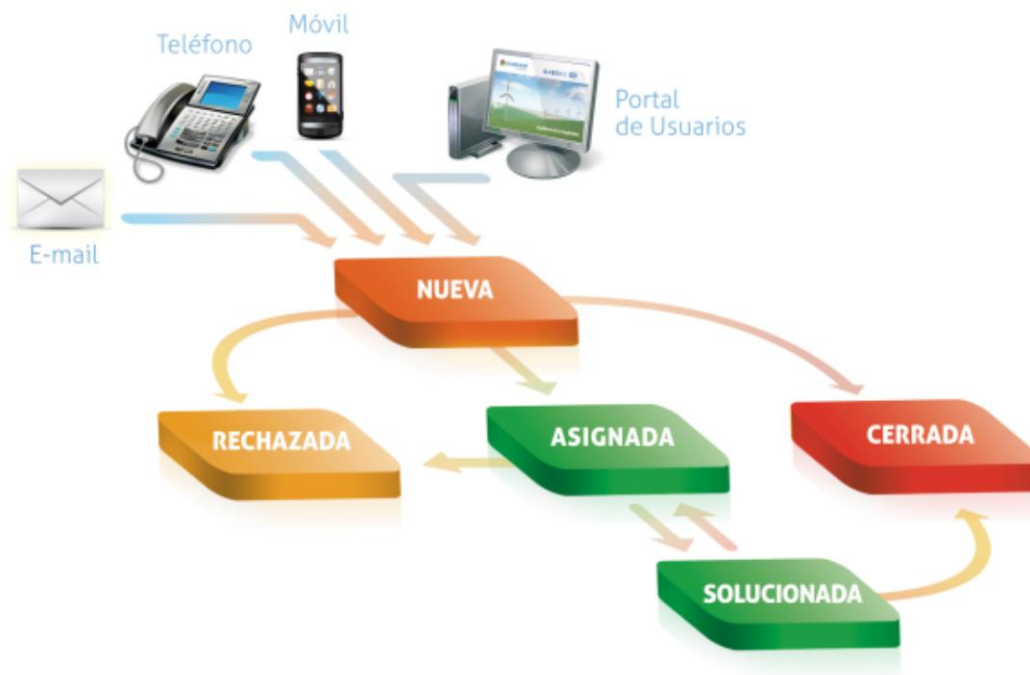 Móvil
Teléfono
Portal
de Usuarios
E-mail
NUEVA
RECHAZADA
ASIGNADA
CERRADA
SOLUCIONADA